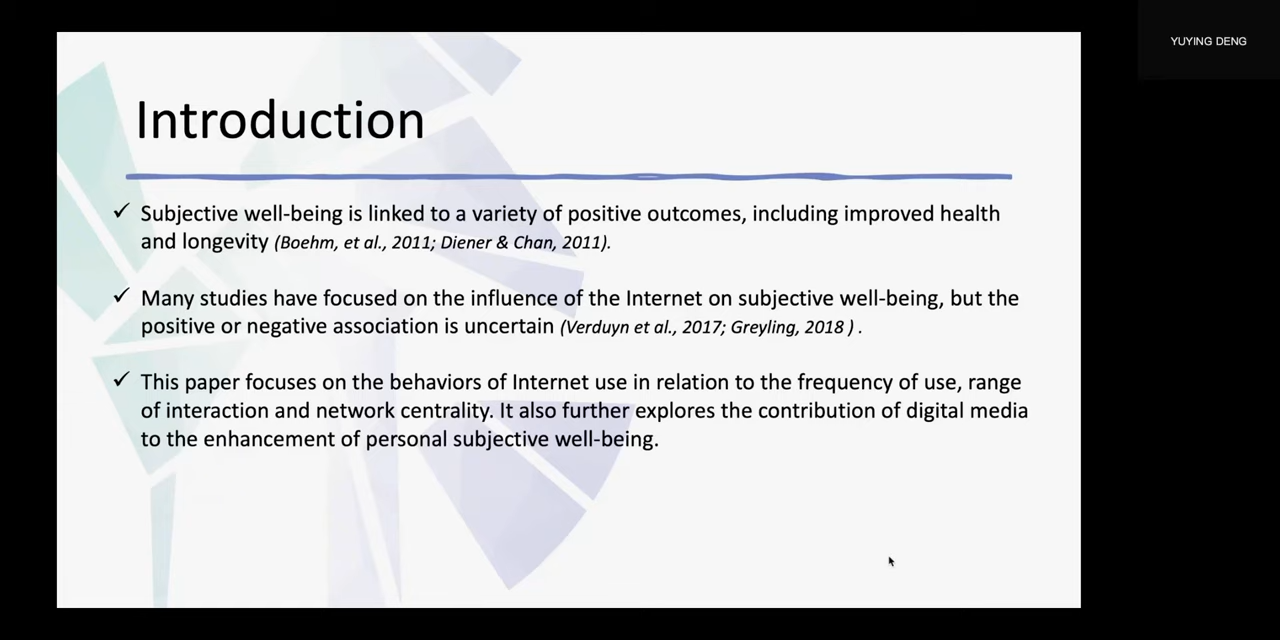 YUYING DENG
Introduction
✓ Subjective well-being is linked to a variety of positive outcomes, including improved health
and longevity (Boehm, et al., 2011; Diener & Chan, 2011).
✓ Many studies have focused on the influence of the Internet on subjective well-being, but the
positive or negative association is uncertain (Verduyn et al., 2017; Greyling, 2018 ) .
✓ This paper focuses on the behaviors of Internet use in relation to the frequency of use, range
of interaction and network centrality. It also further explores the contribution of digital media
to the enhancement of personal subjective well-being.